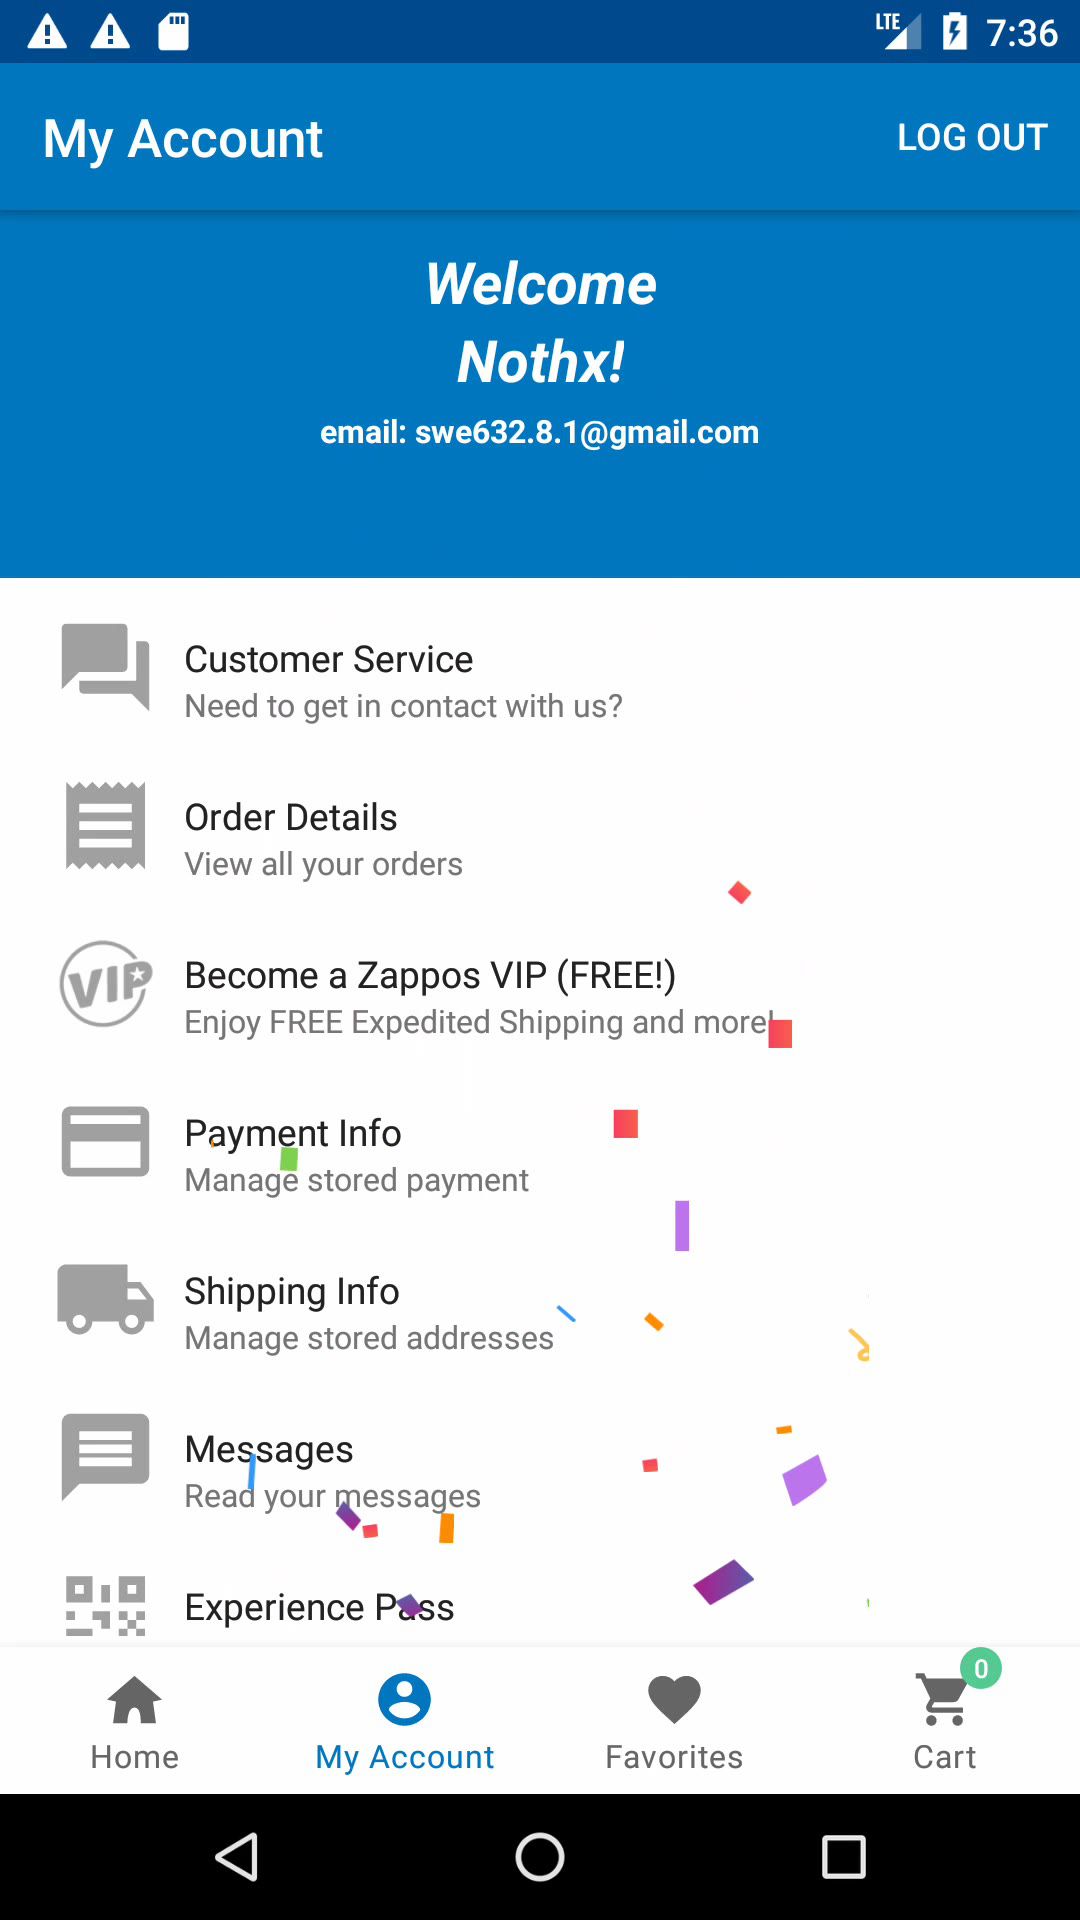 LTE 7:36
My Account LOG OUT
Welcome
Nothx!
email: swe632.8.1@gmail.com
Customer Service
Need to get in contact with us?
Order Details
View all your orders
VIP
Become a Zappos VIP (FREE!)
Enjoy FREE Expedited Shipping and more!
Payment Info
Manage stored payment
Shipping Info
Manage stored addresses
Messages
Read your messages
Experience Pass
0
Home My Account Favorites Cart